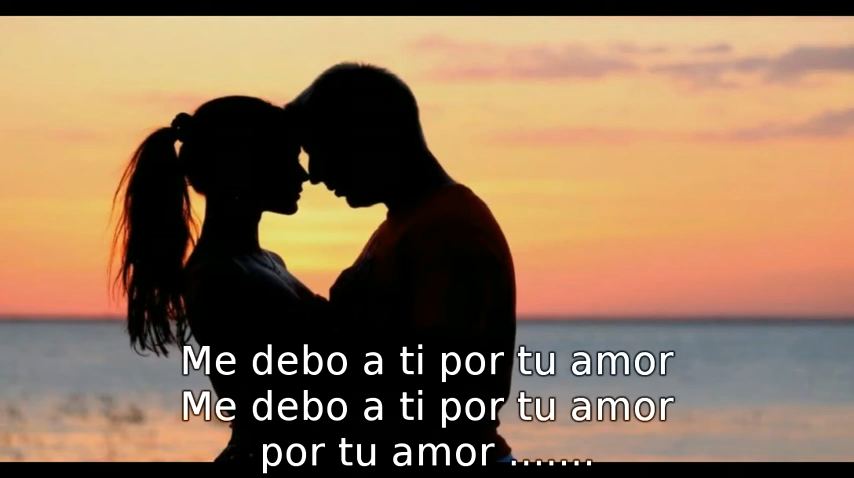 Me debo a ti por tu amor
Me debo a ti por tu amor
por tu amor .......